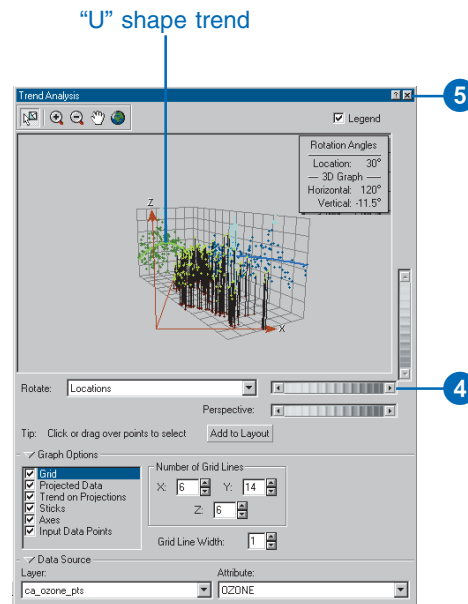 “U” shape trend
Trend Analysis
5
Legend
Rotation Angles
Location: 30°
3D Graph
Horizontal: 120°
Vertical: -11.5°
Z
X
Rotate: Locations
4
Perspective:
Tip: Click or drag over points to select Add to Layout
Graph Options
Grid
Projected Data
Trend on Projections
Sticks
Axes
Input Data Points
Number of Grid Lines
X: 6 Y: 14
Z: 6
Grid Line Width: 1
Data Source
Layer: Attribute:
ca_ozone_pts OZONE